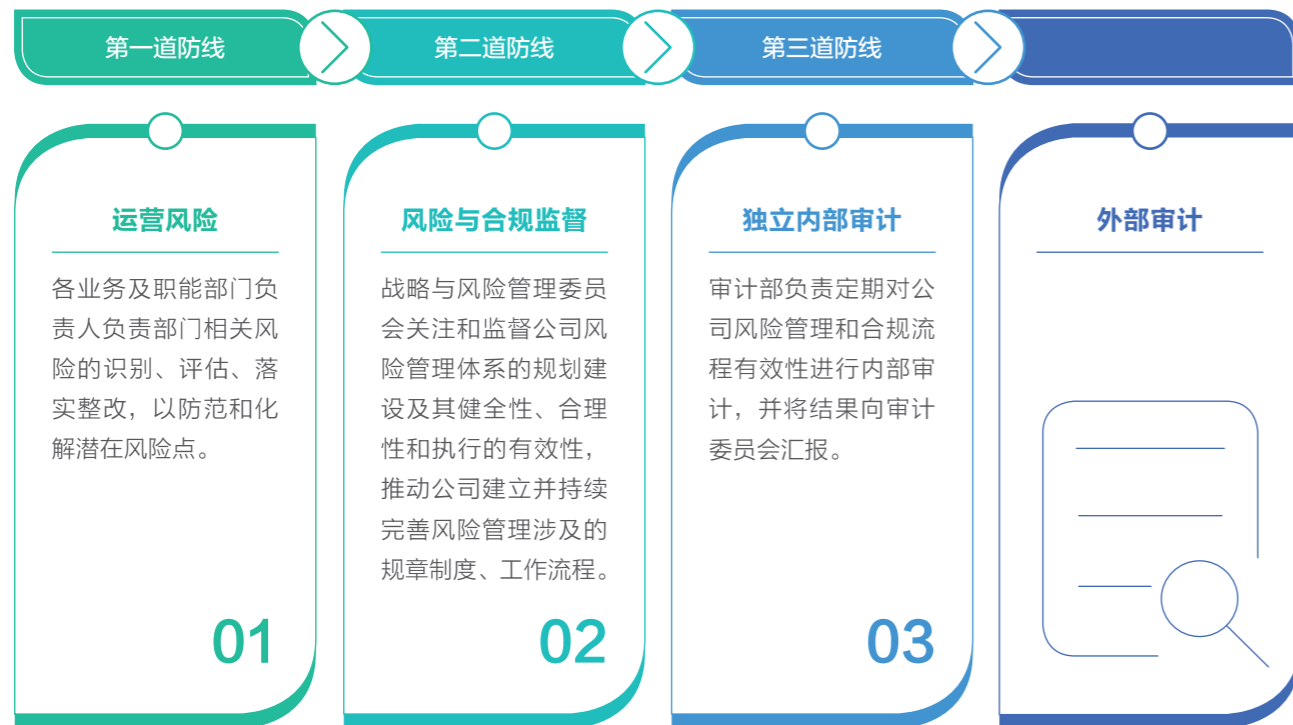 第一道防线
第二道防线
第三道防线
运营风险
各业务及职能部门负
责人负责部门相关风
险的识别、评估、落
实整改，以防范和化
解潜在风险点。
01
风险与合规监督
战略与风险管理委员
会关注和监督公司风
险管理体系的规划建
设及其健全性、合理
性和执行的有效性，
推动公司建立并持续
完善风险管理涉及的
规章制度、工作流程。
02
独立内部审计
审计部负责定期对公
司风险管理和合规流
程有效性进行内部审
计，并将结果向审计
委员会汇报。
03
外部审计